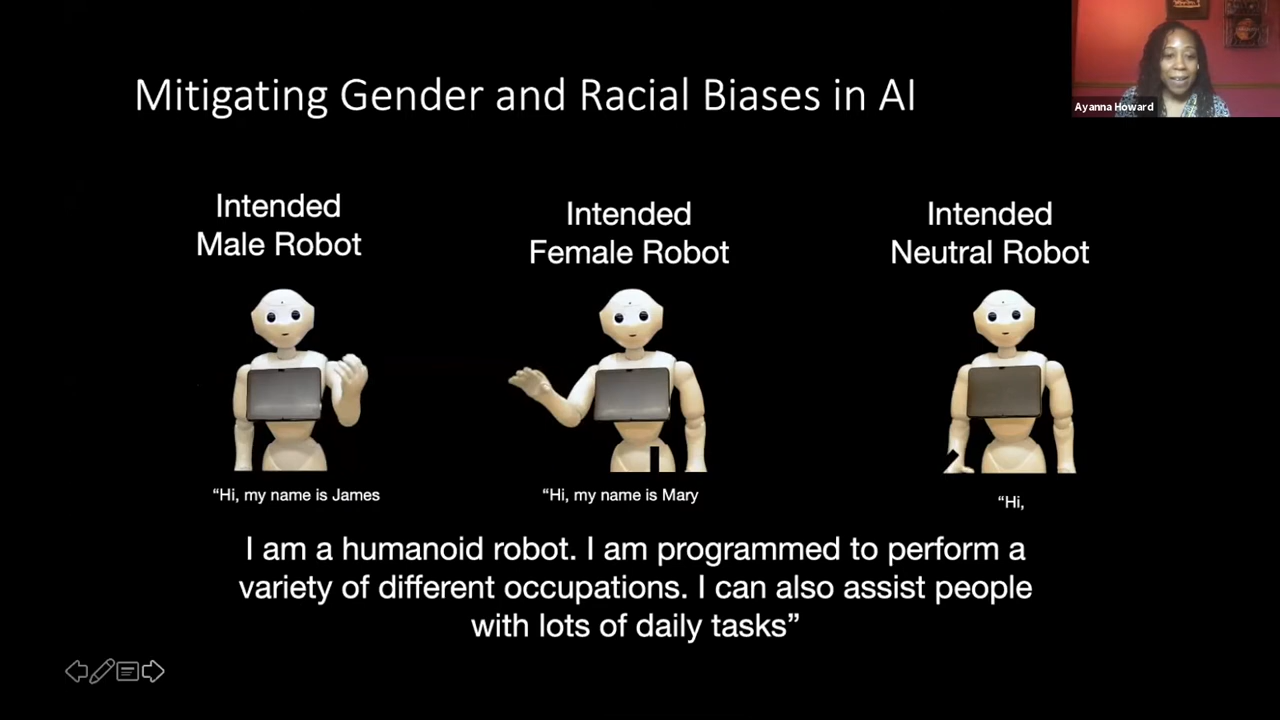 Mitigating Gender and Racial Biases in AI
Ayanna Howard
Intended
Male Robot
Intended
Female Robot
Intended
Neutral Robot
“Hi, my name is James
“Hi, my name is Mary
“Hi,
I am a humanoid robot. I am programmed to perform a
variety of different occupations. I can also assist people
with lots of daily tasks”